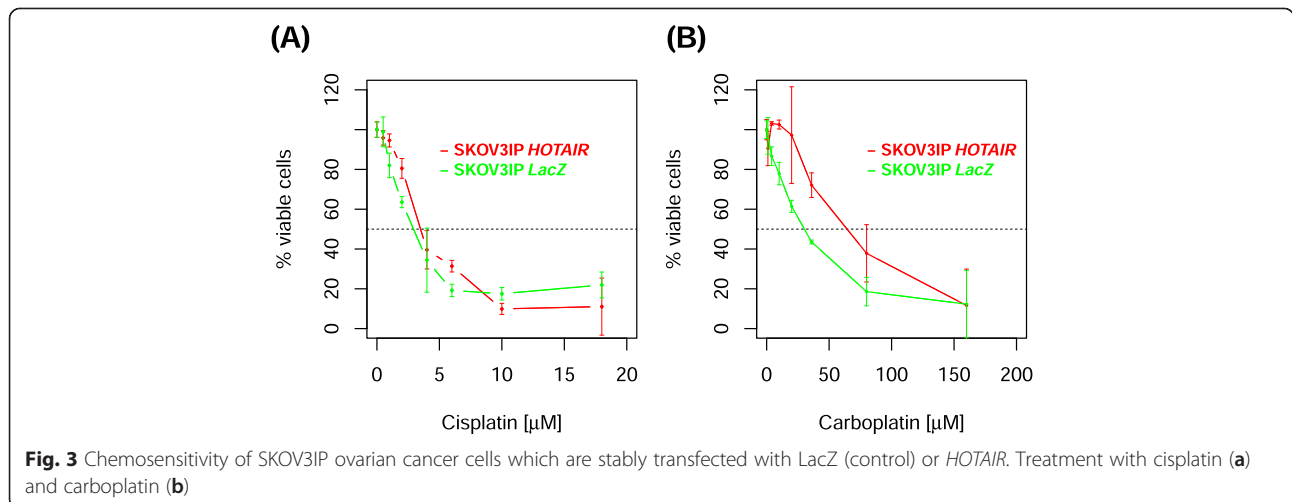 (A)
(B)
% viable cells
0 20 40 60 80 120
– SKOV3IP HOTAIR
– SKOV3IP LacZ
0 5 10 15 20
Cisplatin [µM]
% viable cells
0 20 40 60 80 120
– SKOV3IP HOTAIR
– SKOV3IP LacZ
0 50 100 150 200
Carboplatin [µM]
Fig. 3 Chemosensitivity of SKOV3IP ovarian cancer cells which are stably transfected with LacZ (control) or HOTAIR. Treatment with cisplatin (a)
and carboplatin (b)